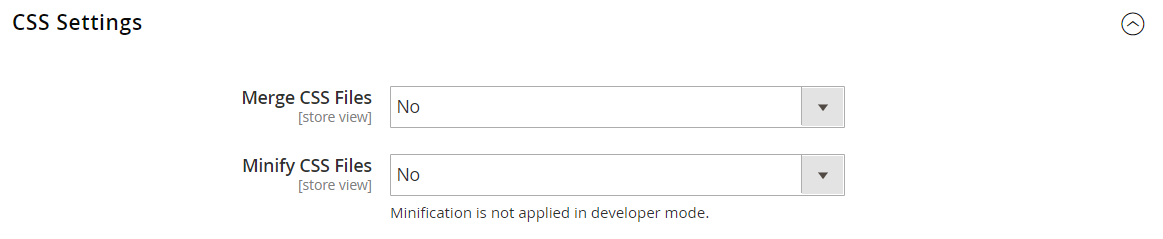 CSS Settings
Merge CSS Files
[store view]
No
Minify CSS Files
[store view]
No
Minification is not applied in developer mode.